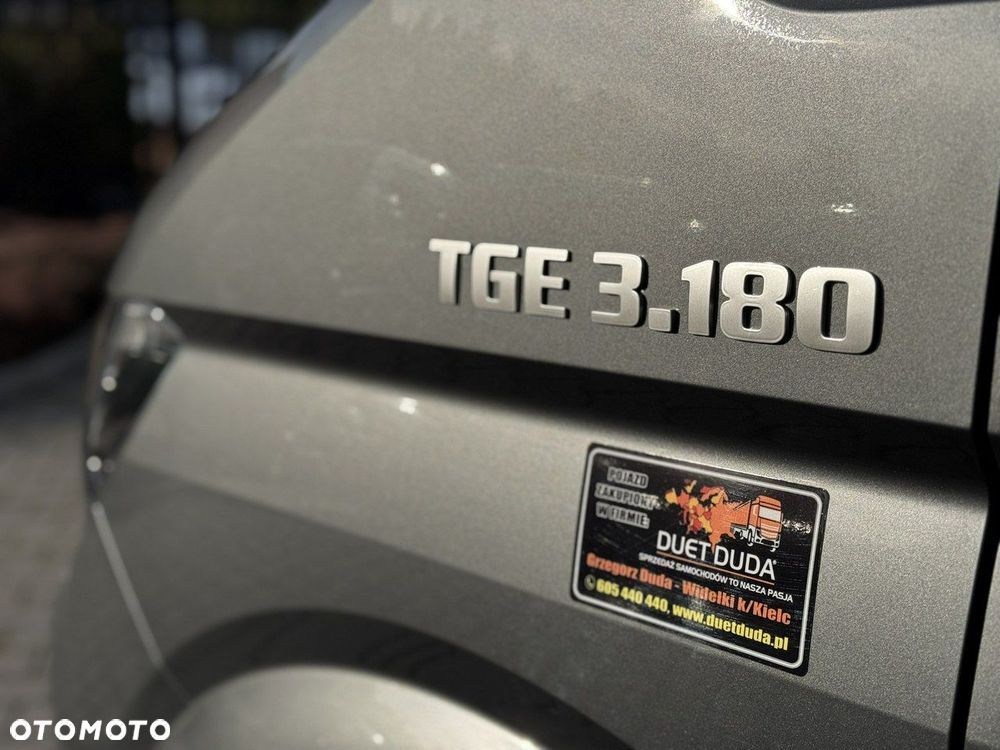 TGE 3.180
POJAZD
ZAKUPIONY
W FIRMIE
DUET DUDA®
SPRZEDAŻ SAMOCHODÓW TO NASZA PASJA
Grzegorz Duda - Widełki k/Kielc
605 440 440, www.duetduda.pl
OTOMOTO